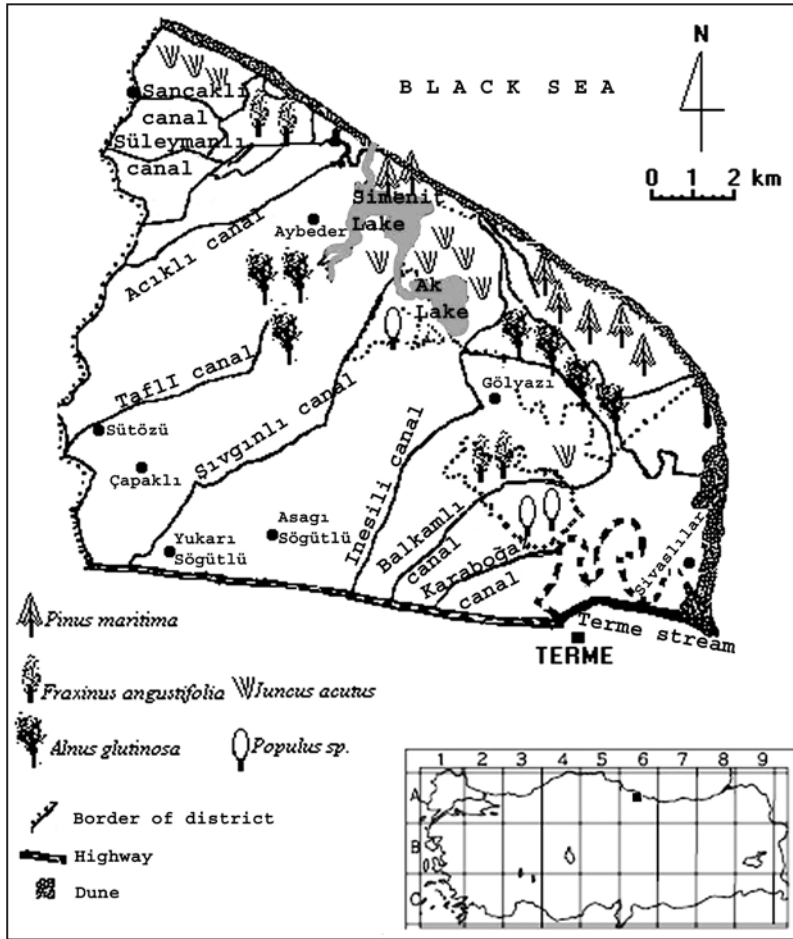 N
BLACK SEA
0 1 2 km
Sancaklı
canal
Süleymanlı
canal
Simenit
Lake
Aybeder
Acıklı canal
Ak
Lake
TaflI canal
Gölyazı
Sütözü
Şıvgınlı canal
Çapaklı
Inesili canal
Asagı
Sögütlü
Yukarı
Sögütlü
Balkamlı
canal
Karaboğa
canal
Sivaslılar
Terme stream
TERME
Pinus maritima
Fraxinus angustifolia
Juncus acutus
Alnus glutinosa
Populus sp.
Border of district
Highway
Dune
1 2 3 4 5 6 7 8 9
A
B
C